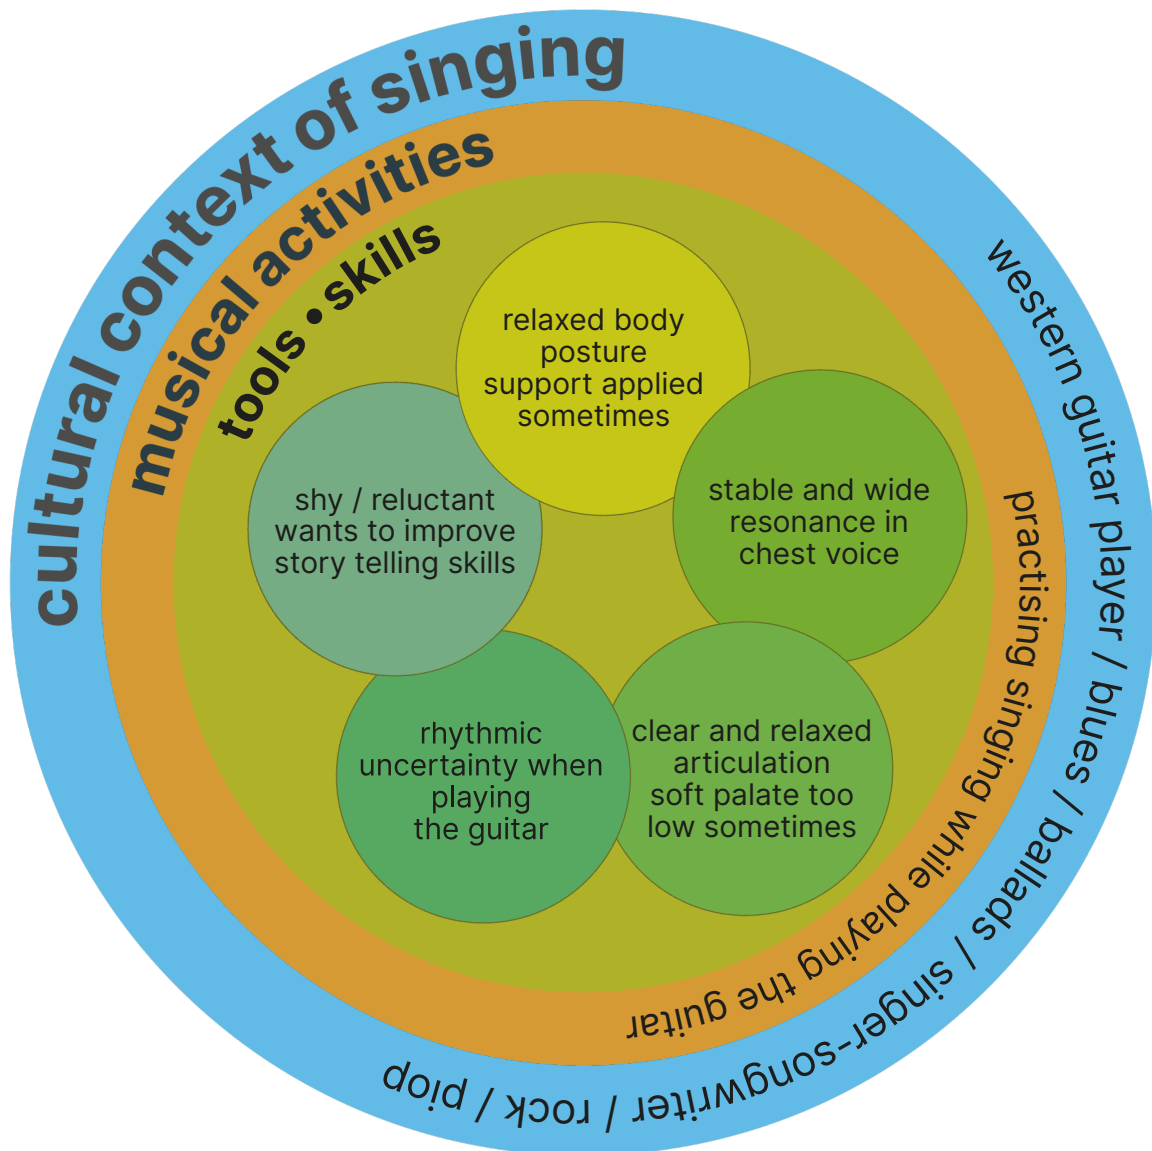 cultural context of singing
musical activities
tools • skills
relaxed body
posture
support applied
sometimes
stable and wide
resonance in
chest voice
clear and relaxed
articulation
soft palate too
low sometimes
rhythmic
uncertainty when
playing
the guitar
shy / reluctant
wants to improve
story telling skills
practising singing while playing the guitar
western guitar player / blues / ballads / singer-songwriter / rock / piop